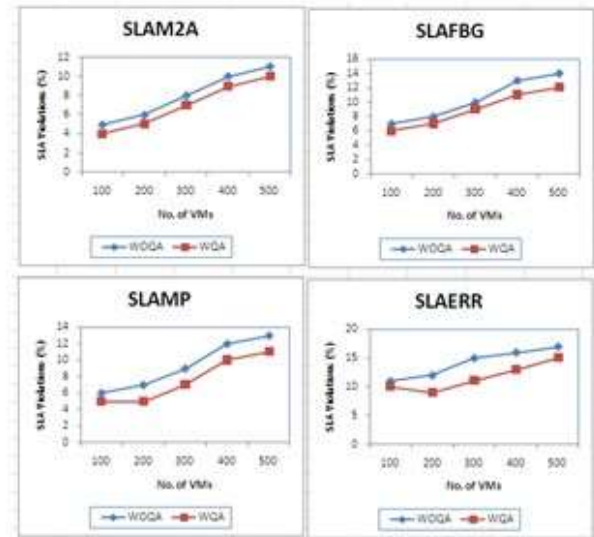 SLAM2A
SLA Violations (%)
12
10
8
6
4
2
0
100 200 300 400 500
No. of VMs
WOQA WQA
SLAFBG
SLA Violations (%)
16
14
12
10
8
6
4
2
0
100 200 300 400 500
No. of VMs
WOQA WQA
SLAMP
SLA Violations (%)
14
12
10
8
6
4
2
0
100 200 300 400 500
No. of VMs
WOQA WQA
SLAERR
SLA Violations (%)
20
15
10
5
0
100 200 300 400 500
No. of VMs
WOQA WQA